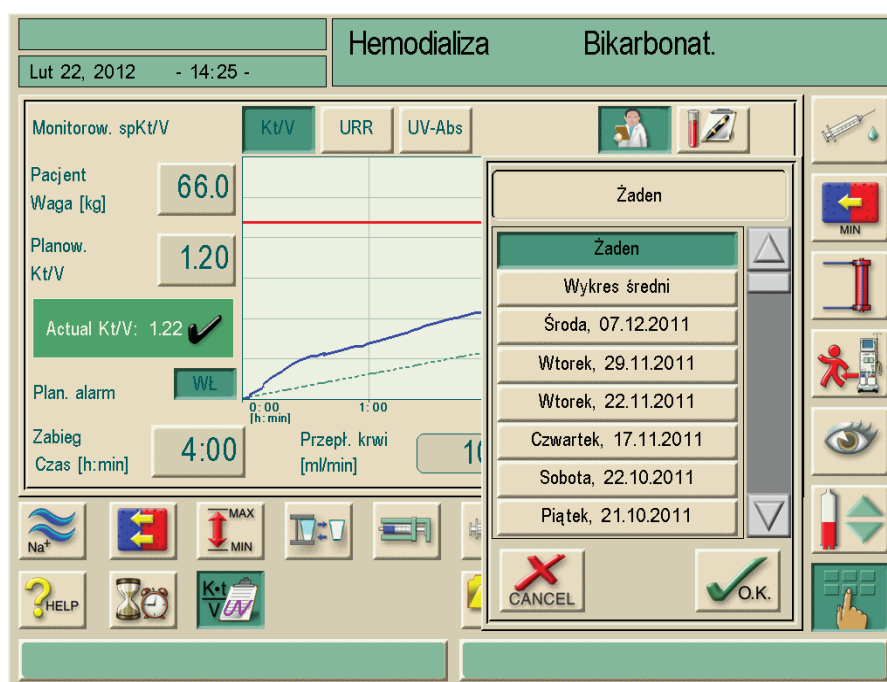 Hemodializa Bikarbonat.
Lut 22, 2012 - 14:25 -
Monitorow. spKt/V
Kt/V URR UV-Abs
Pacjent
Waga [kg]
66.0
Planow.
Kt/V
1.20
Actual Kt/V: 1.22
Plan. alarm
WŁ
0:00 1:00
[h:min]
Zabieg
Czas [h:min]
4:00
Przepł. krwi
[ml/min]
Żaden
Żaden
Wykres średni
Środa, 07.12.2011
Wtorek, 29.11.2011
Wtorek, 22.11.2011
Czwartek, 17.11.2011
Sobota, 22.10.2011
Piątek, 21.10.2011
CANCEL
O.K.
MIN
Na+
MAX
MIN
HELP
K•t
V UV